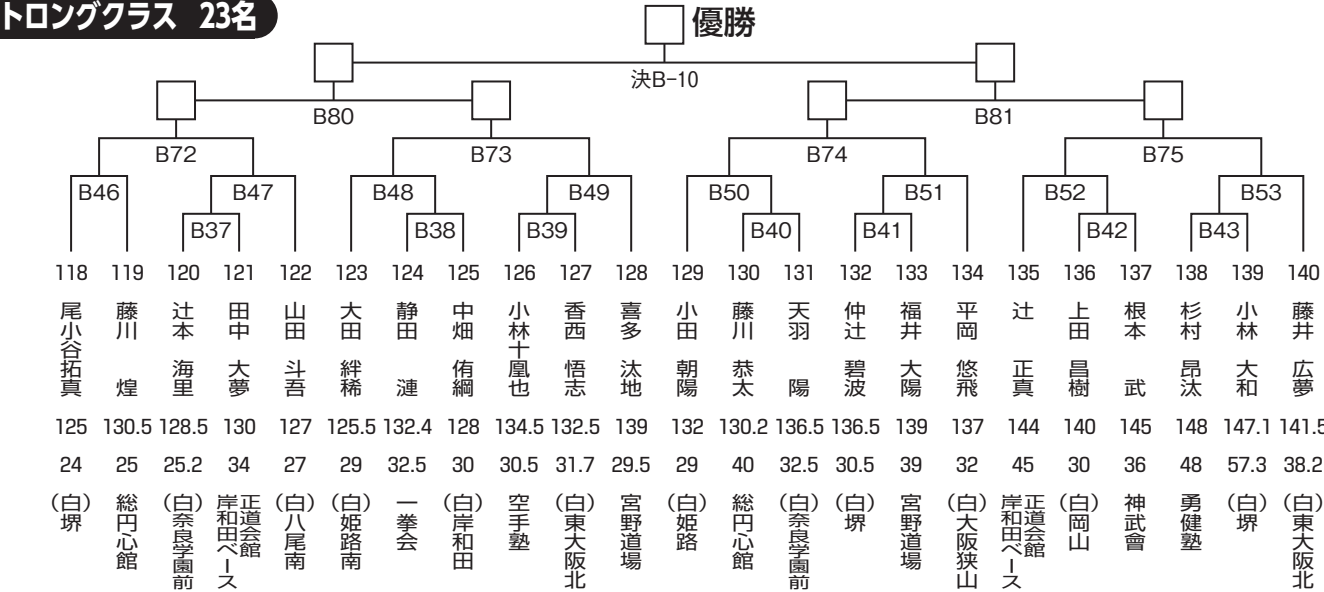 トロングクラス 23名
優勝
決B-10
B80 B81
B72 B73 B74 B75
B46 B47 B48 B49 B50 B51 B52 B53
B37 B38 B39 B40 B41 B42 B43
118 119 120 121 122 123 124 125 126 127 128 129 130 131 132 133 134 135 136 137 138 139 140
尾小谷拓真
藤川 煌
辻本 海里
田中 大夢
山田 斗吾
大田 絆稀
静田 漣
中畑 侑綱
小林十凰也
香西 悟志
喜多 汰地
小田 朝陽
藤川 恭太
天羽 陽
仲辻 碧波
福井 大陽
平岡 悠飛
辻 正真
上田 昌樹
根本 武
杉村 昂汰
小林 大和
藤井 広夢
125 130.5 128.5 130 127 125.5 132.4 128 134.5 132.5 139 132 130.2 136.5 136.5 139 137 144 140 145 148 147.1 141.5
24 25 25.2 34 27 29 32.5 30 30.5 31.7 29.5 29 40 32.5 30.5 39 32 45 30 36 48 57.3 38.2
(白)堺
総円心館
(白)奈良学園前
正道会館
岸和田ベース
(白)八尾南
(白)姫路南
一拳会
(白)岸和田
空手塾
(白)東大阪北
宮野道場
(白)姫路
総円心館
(白)奈良学園前
(白)堺
宮野道場
(白)大阪狭山
正道会館
岸和田ベース
(白)岡山
神武會
勇健塾
(白)堺
(白)東大阪北